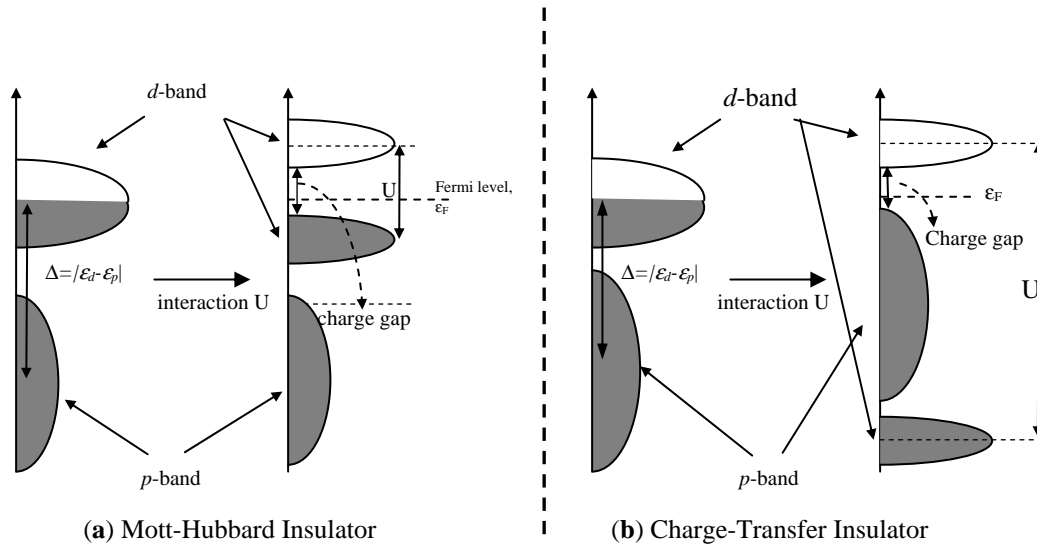 d-band
U
Fermi level,
εF
Δ=|εd-εp|
interaction U
charge gap
p-band
(a) Mott-Hubbard Insulator
d-band
εF
Charge gap
Δ=|εd-εp|
interaction U
U
p-band
(b) Charge-Transfer Insulator